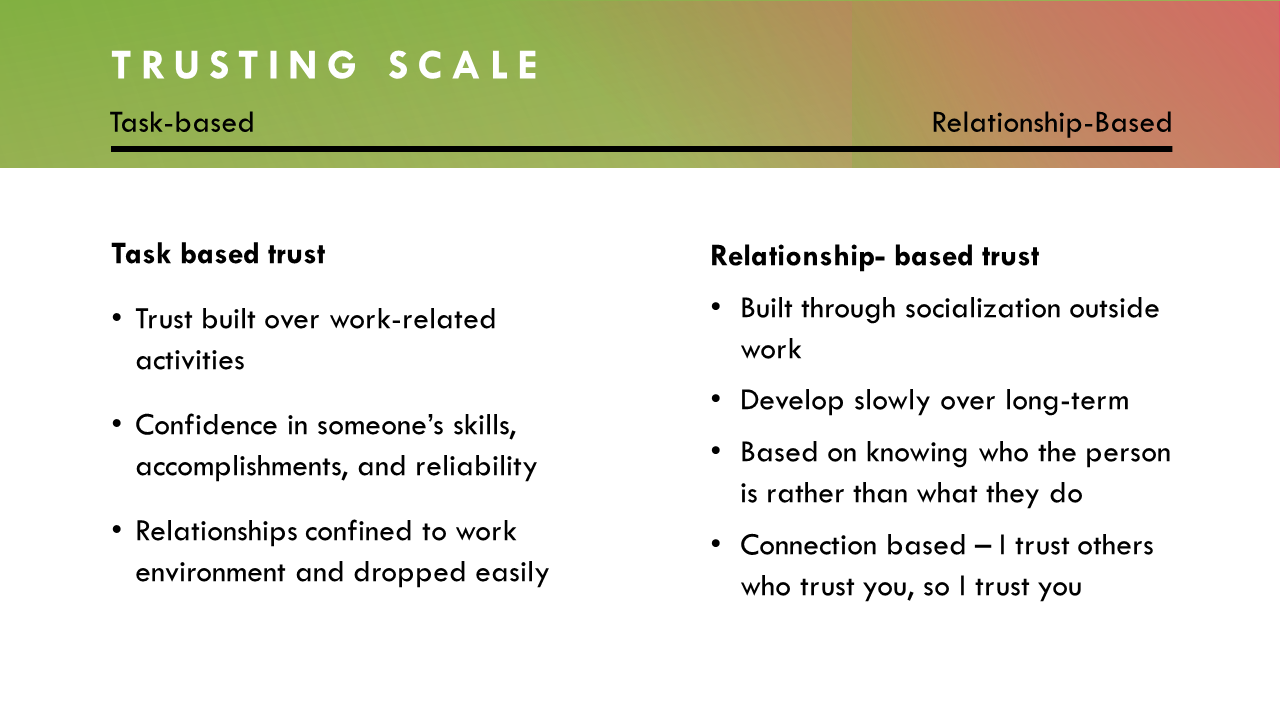 TRUSTING SCALE
Task-based
Relationship-Based
Task based trust
• Trust built over work-related
activities
• Confidence in someone’s skills,
accomplishments, and reliability
• Relationships confined to work
environment and dropped easily
Relationship- based trust
• Built through socialization outside
work
• Develop slowly over long-term
• Based on knowing who the person
is rather than what they do
• Connection based – I trust others
who trust you, so I trust you